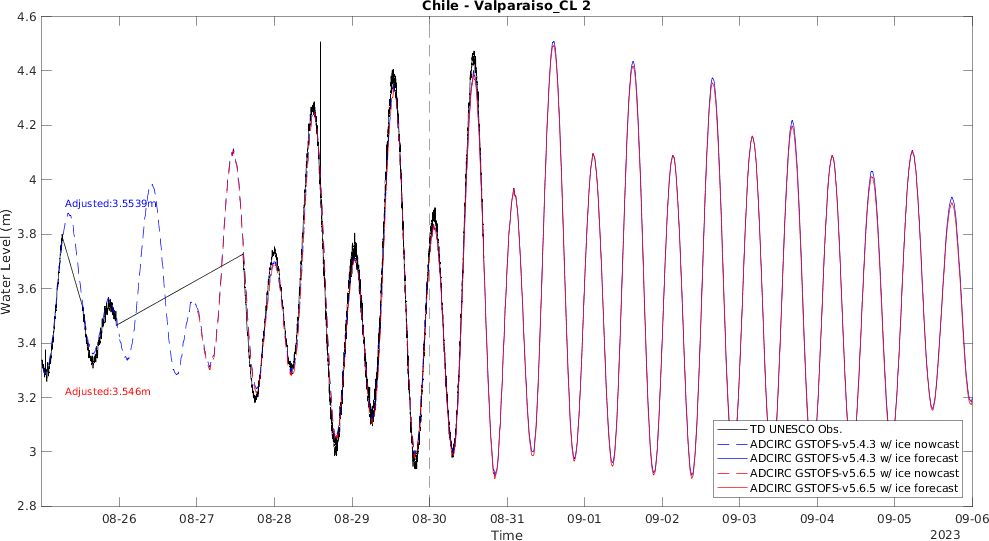 Chile - Valparaiso_CL 2
Water Level (m)
4.6
4.4
4.2
4
3.8
3.6
3.4
3.2
3
2.8
Adjusted:3.5539m
Adjusted:3.546m
TD UNESCO Obs.
ADCIRC GSTOFS-v5.4.3 w/ ice nowcast
ADCIRC GSTOFS-v5.4.3 w/ ice forecast
ADCIRC GSTOFS-v5.6.5 w/ ice nowcast
ADCIRC GSTOFS-v5.6.5 w/ ice forecast
08-26 08-27 08-28 08-29 08-30 08-31 09-01 09-02 09-03 09-04 09-05 09-06
Time
2023